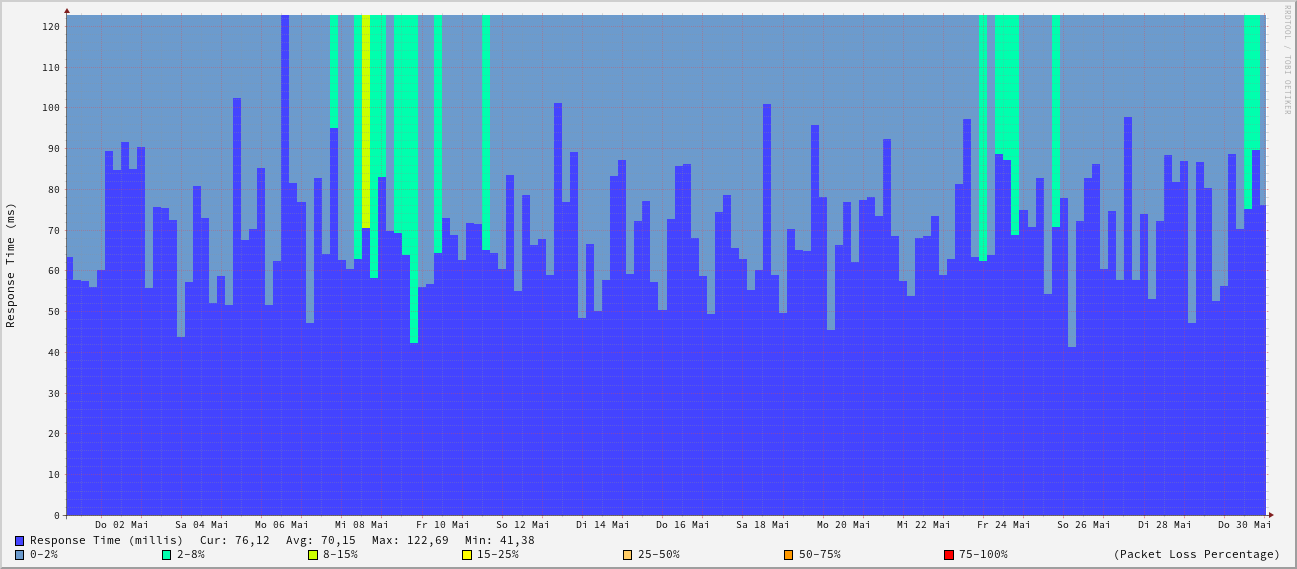 RRDTOOL / TOBI OETIKER
Response Time (ms)
120
110
100
90
80
70
60
50
40
30
20
10
0
Do 02 Mai Sa 04 Mai Mo 06 Mai Mi 08 Mai Fr 10 Mai So 12 Mai Di 14 Mai Do 16 Mai Sa 18 Mai Mo 20 Mai Mi 22 Mai Fr 24 Mai So 26 Mai Di 28 Mai Do 30 Mai
Response Time (millis) Cur: 76,12 Avg: 70,15 Max: 122,69 Min: 41,38
0-2% 2-8% 8-15% 15-25% 25-50% 50-75% 75-100% (Packet Loss Percentage)